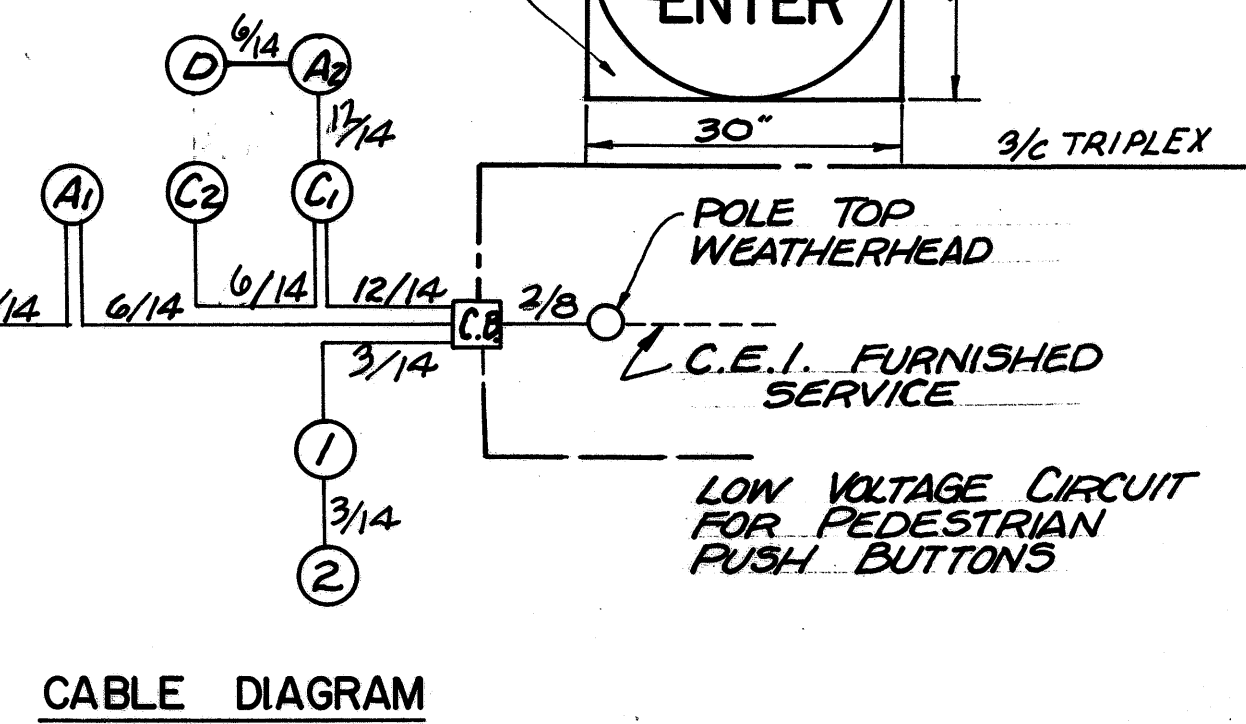 ENTER
6/14
D
A2
12/14
30"
3/C TRIPLEX
A1
C2
C1
POLE TOP
WEATHERHEAD
/14
6/14
6/14
12/14
C.B.
2/8
3/14
C.E.I. FURNISHED
SERVICE
1
3/14
2
LOW VOLTAGE CIRCUIT
FOR PEDESTRIAN
PUSH BUTTONS
CABLE DIAGRAM